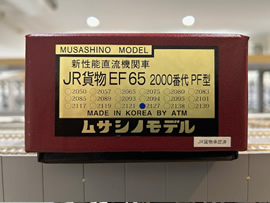 MUSASHINO MODEL
新性能直流機関車
JR貨物 EF65 2000番代 PF型
2050 2057 2065 2075 2080 2083
2085 2089 2093 2094 2095 2101
2117 2119 2121 2127 2138 2139
MADE IN KOREA BY ATM
ムサシノモデル
JR貨物承認済